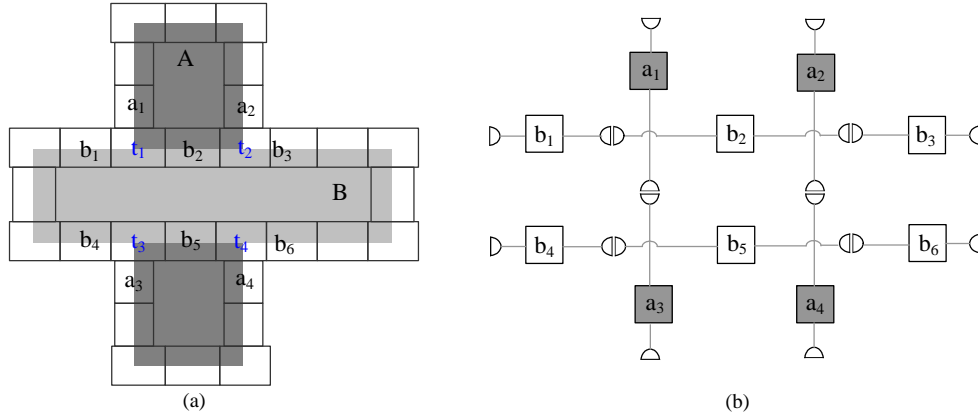 A
a1 a2
b1 t1 b2 t2 b3
B
b4 t3 b5 t4 b6
a3 a4
(a)
a1 a2
b1 b2 b3
b4 b5 b6
a3 a4
(b)